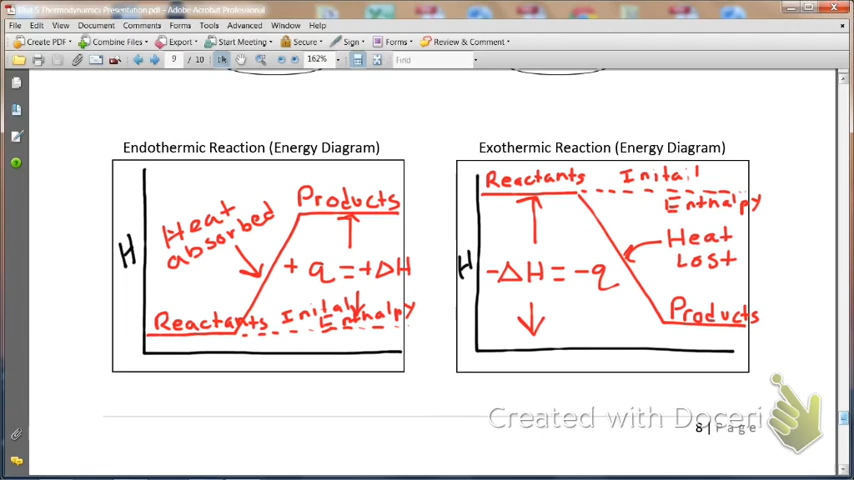 Unit 5 Thermodynamics Presentation.pdf - Adobe Acrobat Professional
File Edit View Document Comments Forms Tools Advanced Window Help
Create PDF Combine Files Export Start Meeting Secure Sign Forms Review & Comment
9 / 10 162% Find
Endothermic Reaction (Energy Diagram)
H
Products
Heat
absorbed
+ q = +ΔH
Reactants Inital
Enthalpy
Exothermic Reaction (Energy Diagram)
H
Reactants Initail
Enthalpy
Heat
Lost
-ΔH = -q
Products
Created with Doceri
8 | Page